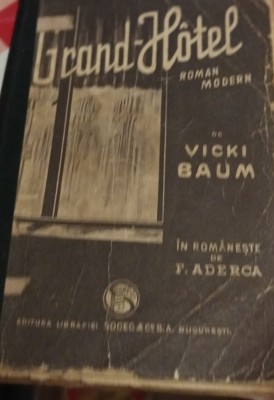 Grand-Hôtel
ROMAN
MODERN
DE
VICKI
BAUM
ÎN ROMÂNEȘTE
DE
F. ADERCA
EDITURA LIBRĂRIEI SOCEC & Co. S. A. BUCUREȘTI